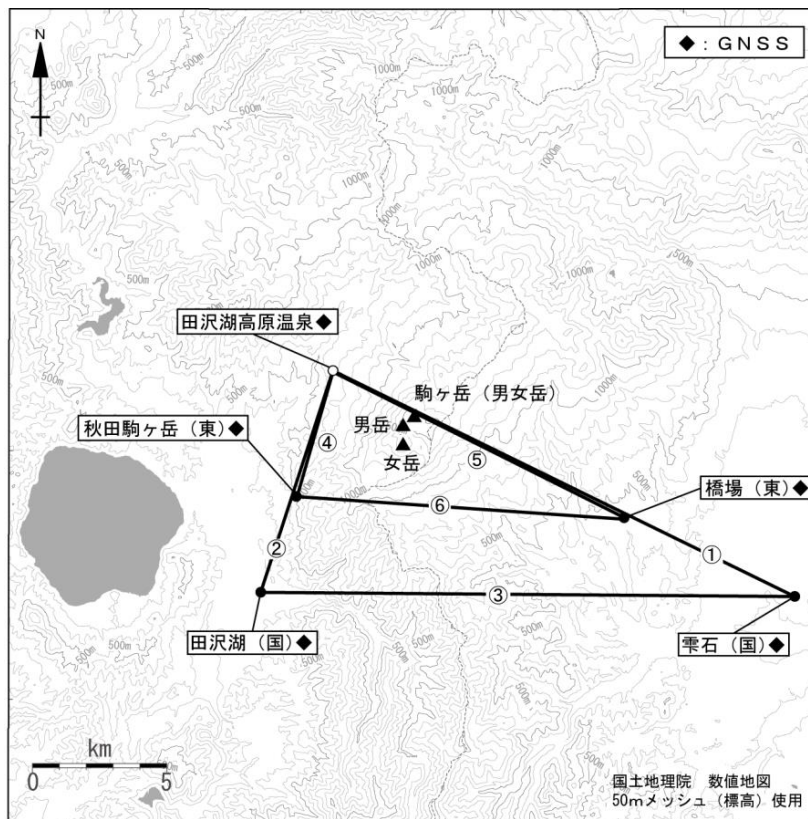 N
◆：GNSS
1000m
500m
500m
500m
500m
1000m
1000m
500m
1000m
1000m
500m
500m
1000m
田沢湖高原温泉◆
駒ヶ岳（男女岳）
男岳
女岳
秋田駒ヶ岳（東）◆
④
⑤
橋場（東）◆
⑥
②
①
③
田沢湖（国）◆
雫石（国）◆
km
0
5
国土地理院　数値地図
50mメッシュ（標高）使用